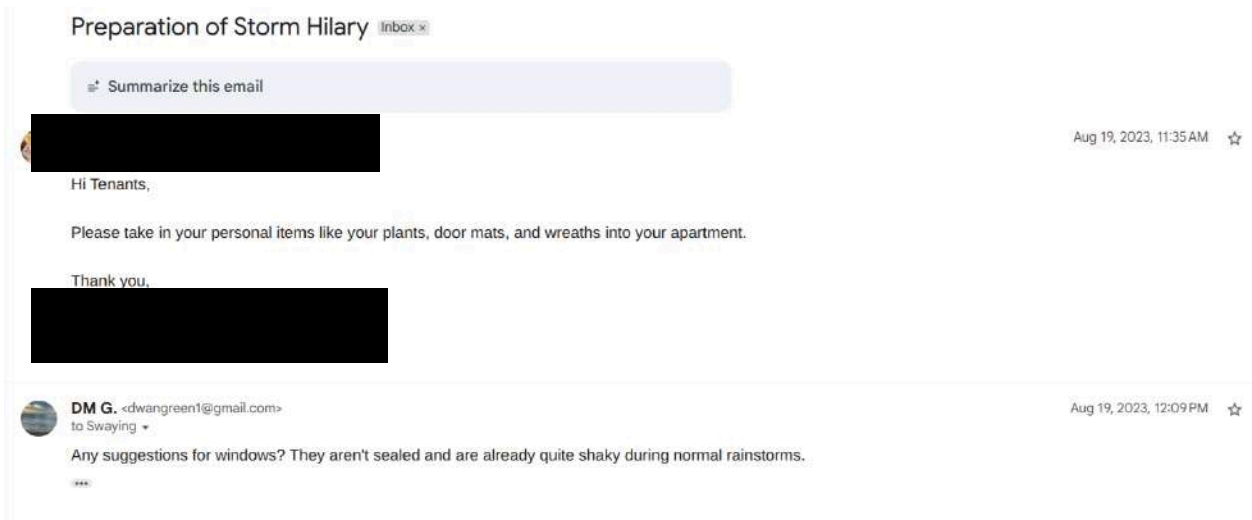 Preparation of Storm Hilary Inbox ×
Summarize this email
Aug 19, 2023, 11:35 AM
Hi Tenants,
Please take in your personal items like your plants, door mats, and wreaths into your apartment.
Thank you,
DM G. <dwangreen1@gmail.com> Aug 19, 2023, 12:09 PM
to Swaying
Any suggestions for windows? They aren't sealed and are already quite shaky during normal rainstorms.
•••